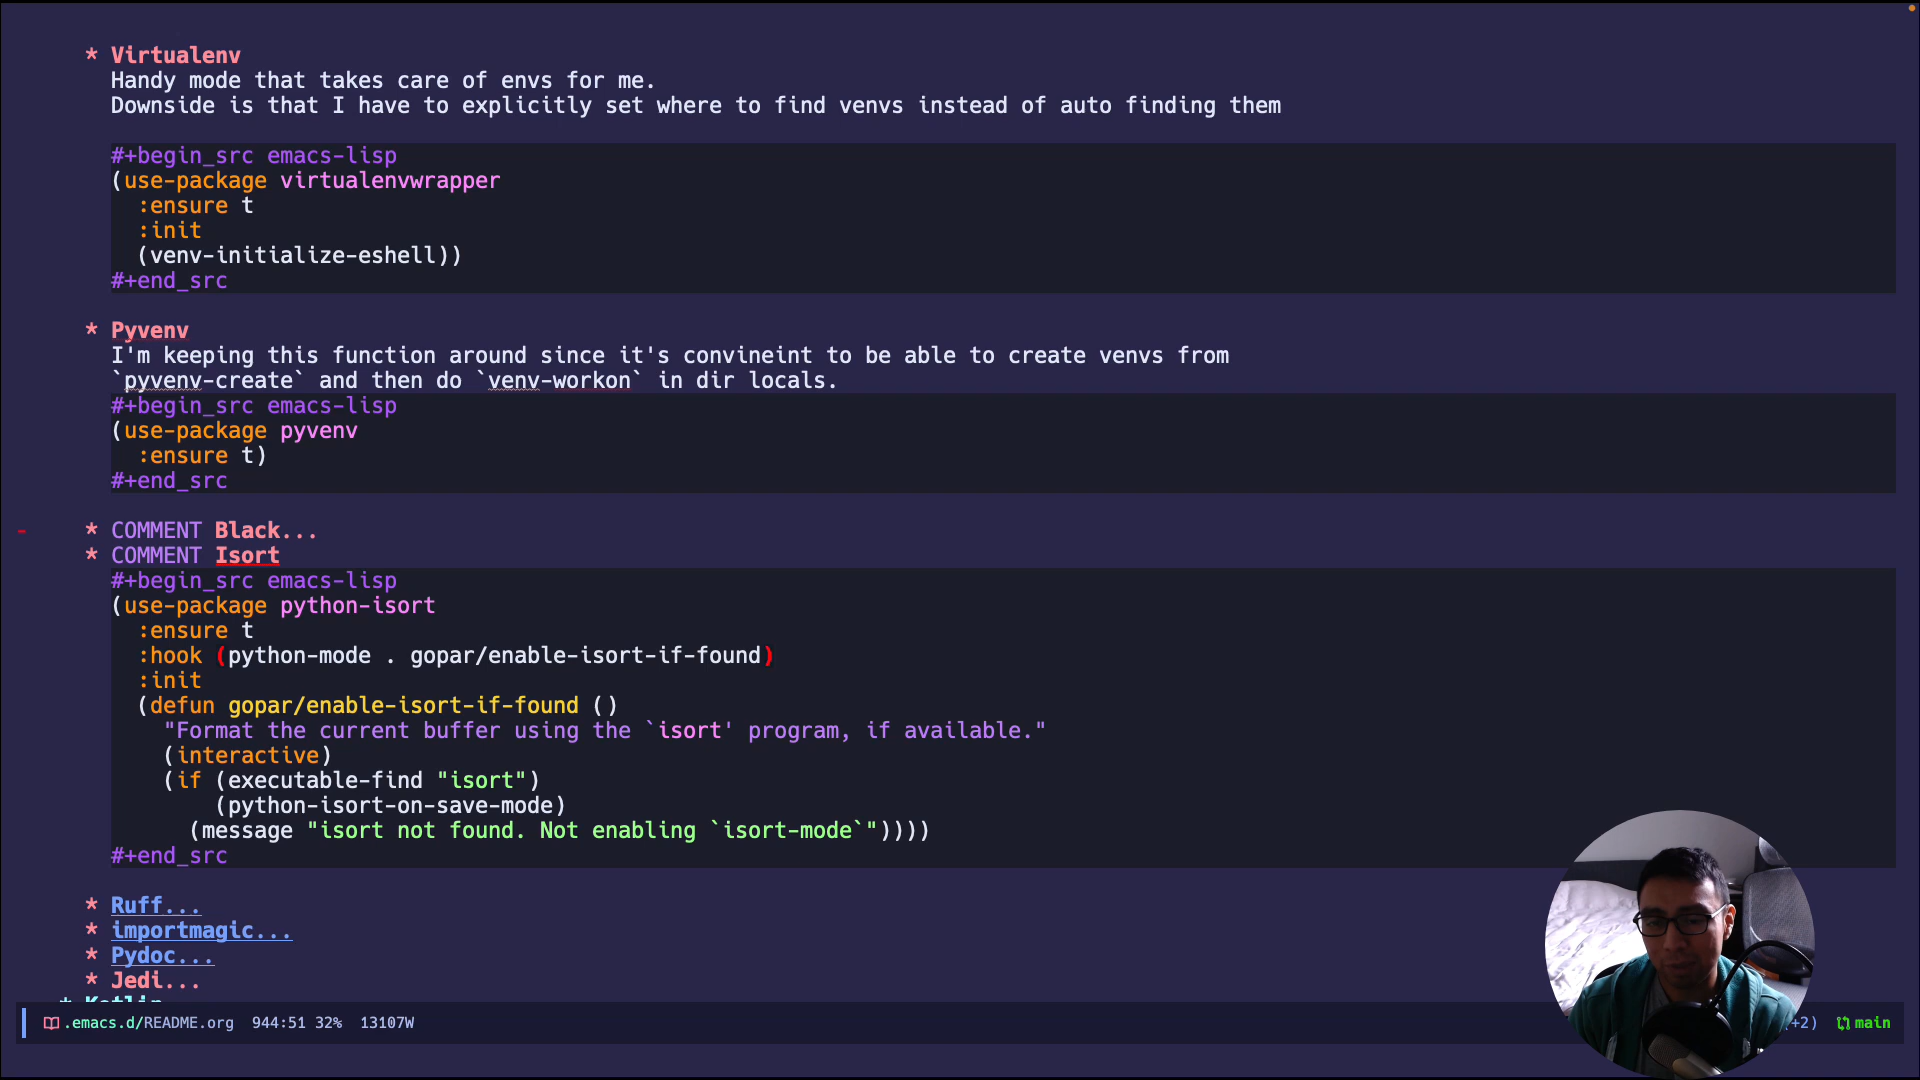 * Virtualenv
Handy mode that takes care of envs for me.
Downside is that I have to explicitly set where to find venvs instead of auto finding them
#+begin_src emacs-lisp
(use-package virtualenvwrapper
:ensure t
:init
(venv-initialize-eshell))
#+end_src
* Pyvenv
I'm keeping this function around since it's convineint to be able to create venvs from
`pyvenv-create` and then do `venv-workon` in dir locals.
#+begin_src emacs-lisp
(use-package pyvenv
:ensure t)
#+end_src
- * COMMENT Black...
* COMMENT Isort
#+begin_src emacs-lisp
(use-package python-isort
:ensure t
:hook (python-mode . gopar/enable-isort-if-found)
:init
(defun gopar/enable-isort-if-found ()
"Format the current buffer using the `isort' program, if available."
(interactive)
(if (executable-find "isort")
(python-isort-on-save-mode)
(message "isort not found. Not enabling `isort-mode`"))))
#+end_src
* Ruff...
* importmagic...
* Pydoc...
* Jedi...
* Kotlin
.emacs.d/README.org 944:51 32% 13107W +2) main